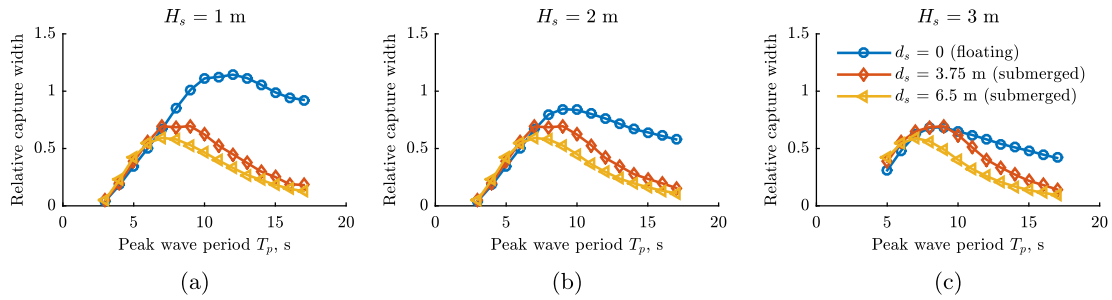 H_s = 1 m
Relative capture width
1.5
1
0.5
0
0 5 10 15 20
Peak wave period T_p, s
(a)
H_s = 2 m
Relative capture width
1.5
1
0.5
0
0 5 10 15 20
Peak wave period T_p, s
(b)
H_s = 3 m
Relative capture width
1.5
1
0.5
0
d_s = 0 (floating)
d_s = 3.75 m (submerged)
d_s = 6.5 m (submerged)
0 5 10 15 20
Peak wave period T_p, s
(c)